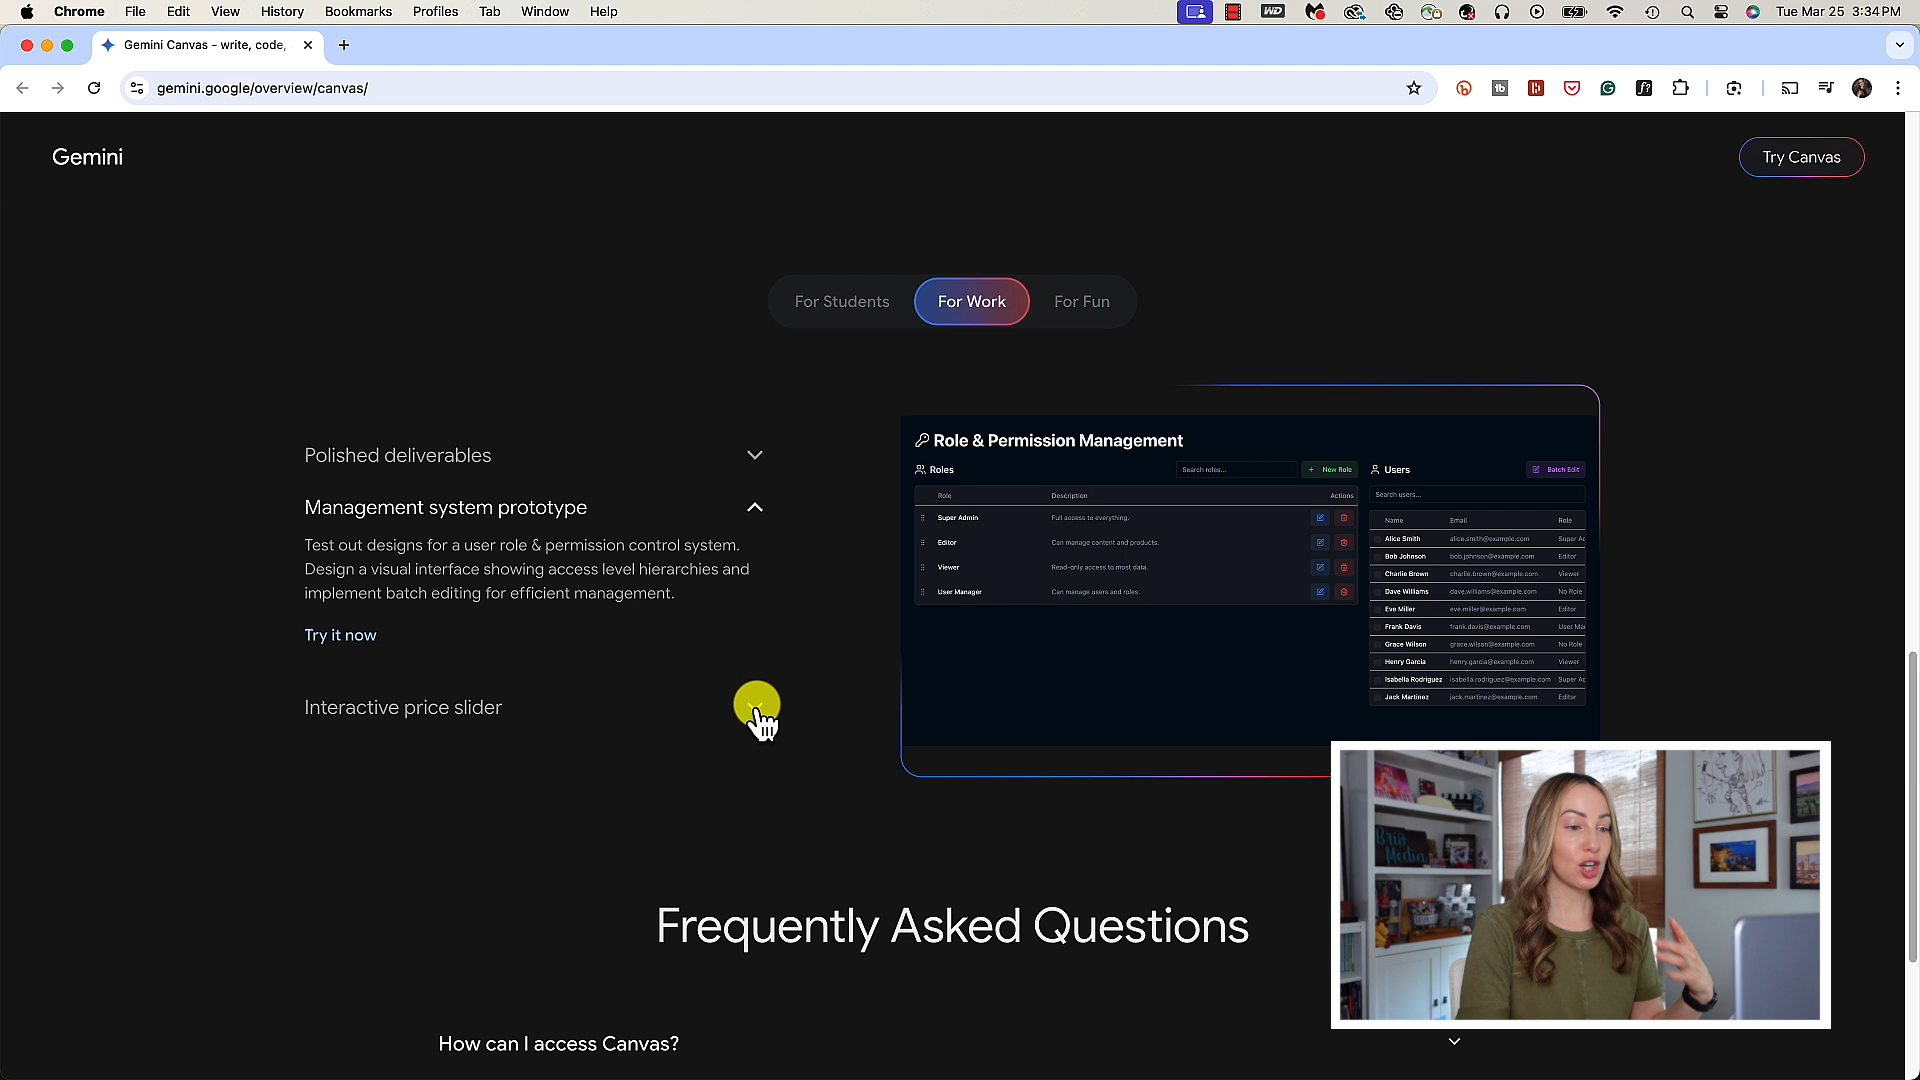 Chrome File Edit View History Bookmarks Profiles Tab Window Help
WD
Tue Mar 25 3:34 PM
Gemini Canvas - write, code,
gemini.google/overview/canvas/
Gemini
Try Canvas
For Students
For Work
For Fun
Polished deliverables
Management system prototype
Test out designs for a user role & permission control system.
Design a visual interface showing access level hierarchies and
implement batch editing for efficient management.
Try it now
Interactive price slider
Role & Permission Management
Roles
Search roles...
+ New Role
Role Description Actions
Super Admin Full access to everything.
Editor Can manage content and products.
Viewer Read-only access to most data.
User Manager Can manage users and roles.
Users
Batch Edit
Search users...
Name Email Role
Alice Smith alice.smith@example.com Super Ac
Bob Johnson bob.johnson@example.com Editor
Charlie Brown charlie.brown@example.com Viewer
Dave Williams dave.williams@example.com No Role
Eve Miller eve.miller@example.com Editor
Frank Davis frank.davis@example.com User Ma
Grace Wilson grace.wilson@example.com No Role
Henry Garcia henry.garcia@example.com Viewer
Isabella Rodriguez isabella.rodriguez@example.com Super Ac
Jack Martinez jack.martinez@example.com Editor
Brio
Media
Frequently Asked Questions
How can I access Canvas?